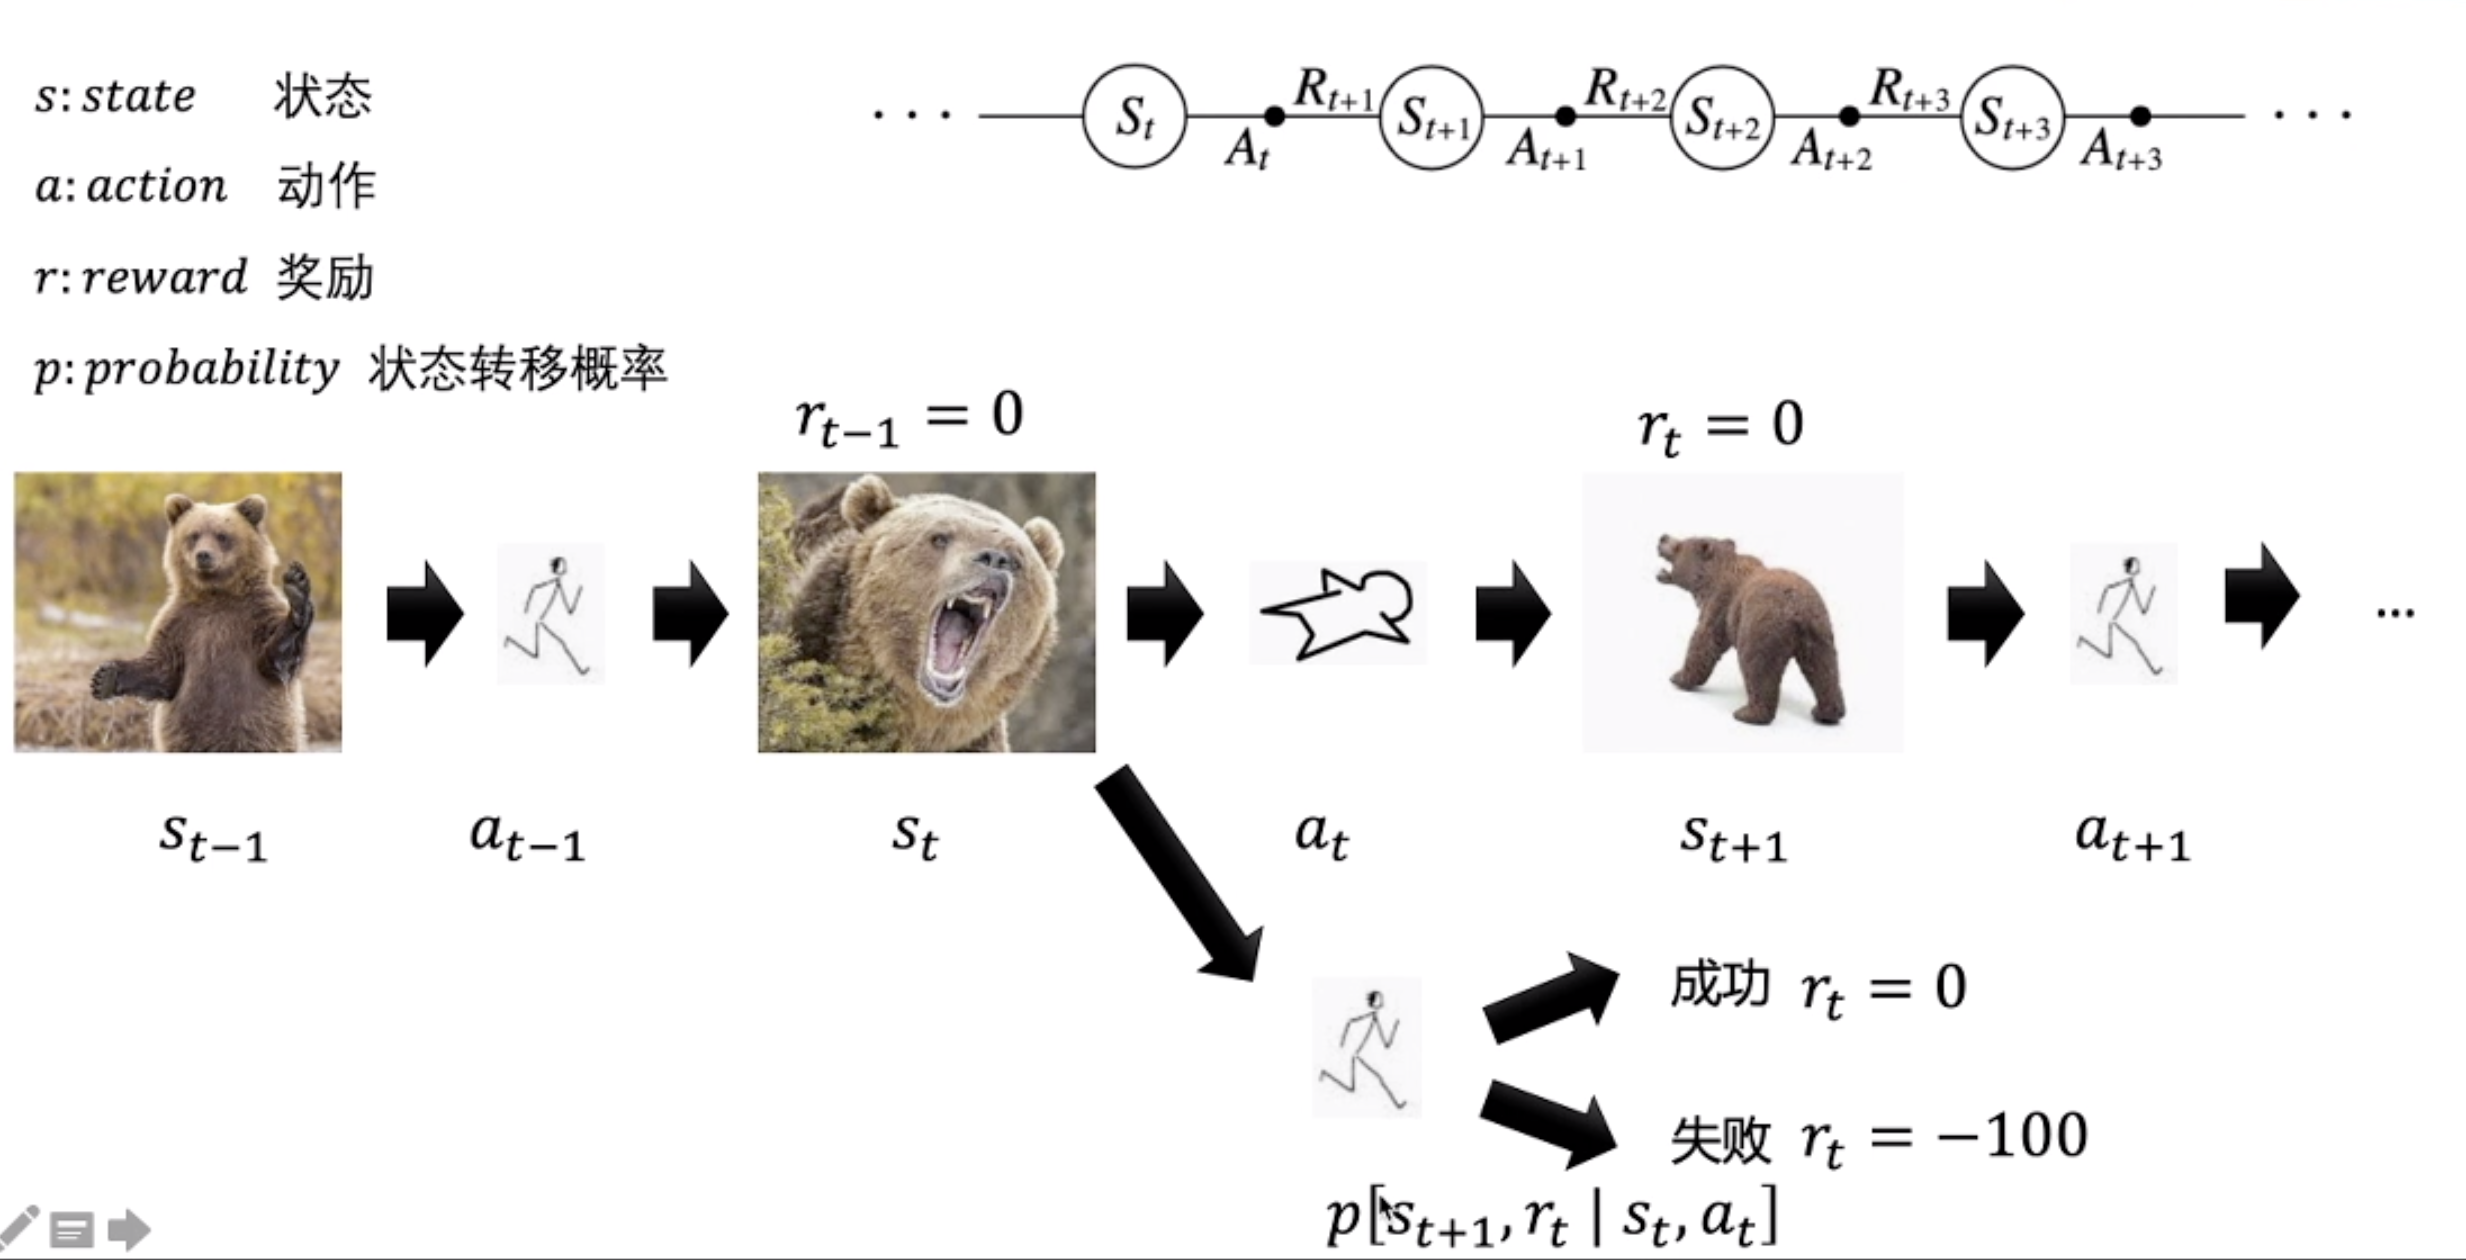 s: state 状态
a: action 动作
r: reward 奖励
p: probability 状态转移概率
· · · S_t A_t R_{t+1} S_{t+1} A_{t+1} R_{t+2} S_{t+2} A_{t+2} R_{t+3} S_{t+3} A_{t+3} · · ·
r_{t−1} = 0
r_t = 0
...
s_{t−1} a_{t−1} s_t a_t s_{t+1} a_{t+1}
成功 r_t = 0
失败 r_t = −100
p[s_{t+1}, r_t | s_t, a_t]